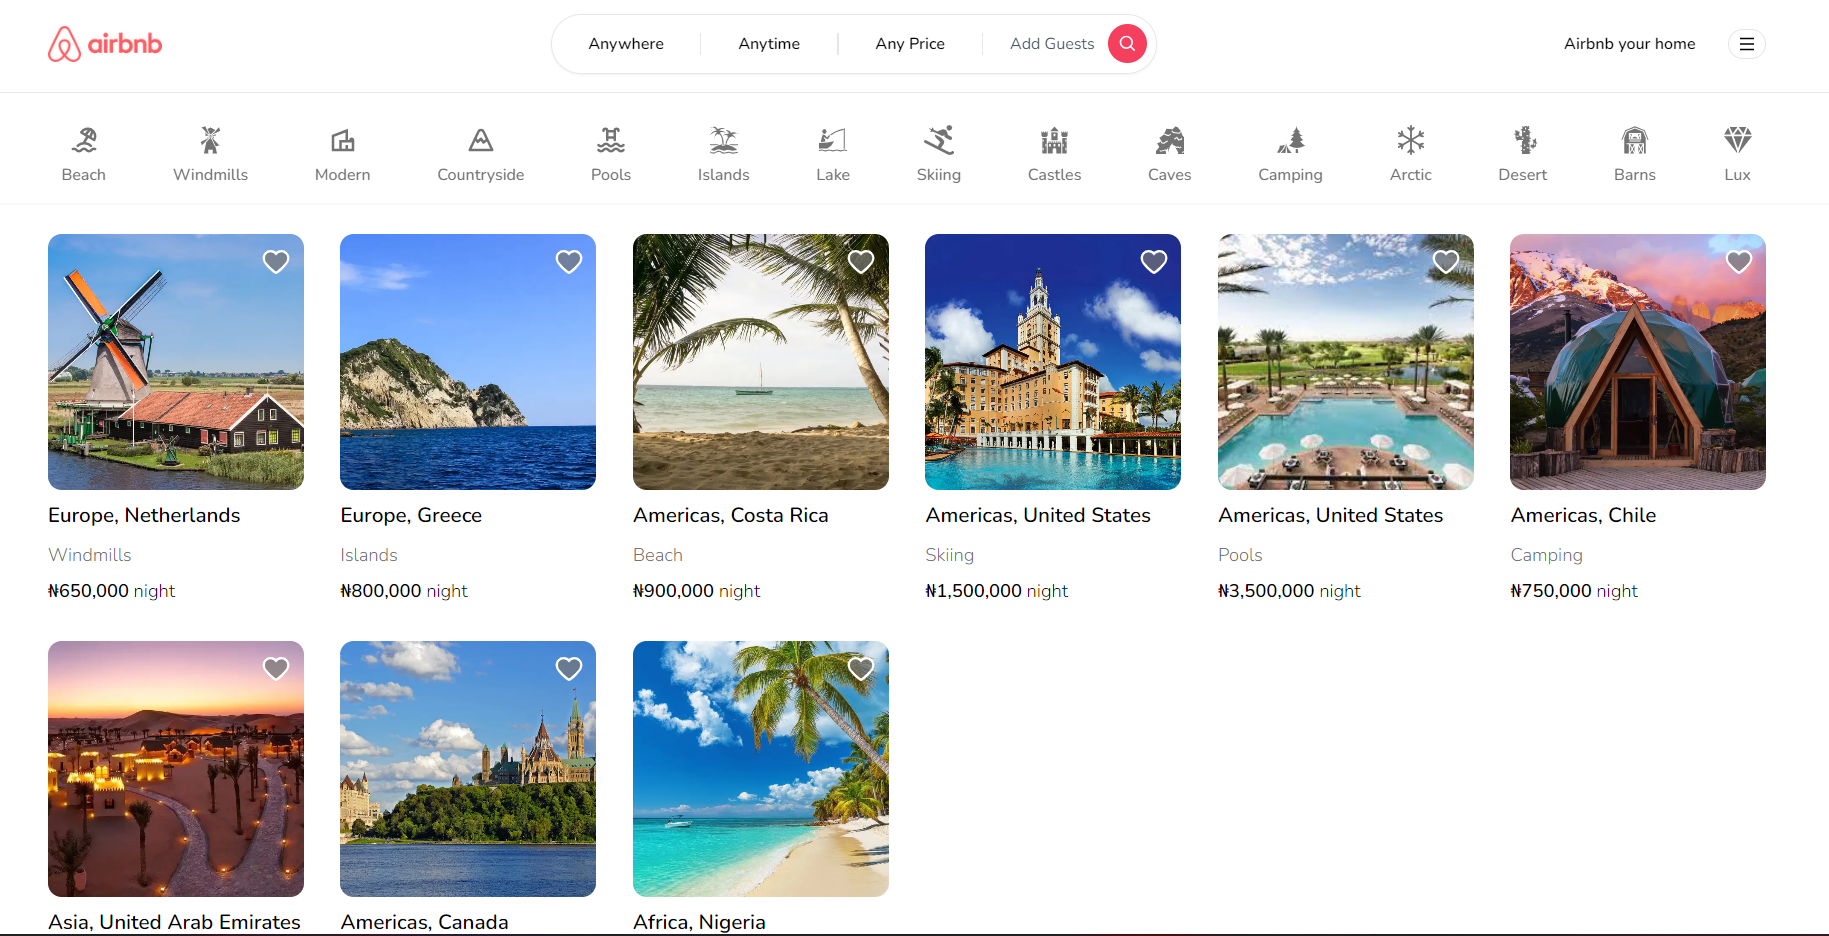 airbnb
Anywhere
Anytime
Any Price
Add Guests
Airbnb your home
Beach
Windmills
Modern
Countryside
Pools
Islands
Lake
Skiing
Castles
Caves
Camping
Arctic
Desert
Barns
Lux
Europe, Netherlands
Windmills
₦650,000 night
Europe, Greece
Islands
₦800,000 night
Americas, Costa Rica
Beach
₦900,000 night
Americas, United States
Skiing
₦1,500,000 night
Americas, United States
Pools
₦3,500,000 night
Americas, Chile
Camping
₦750,000 night
Asia, United Arab Emirates
Americas, Canada
Africa, Nigeria